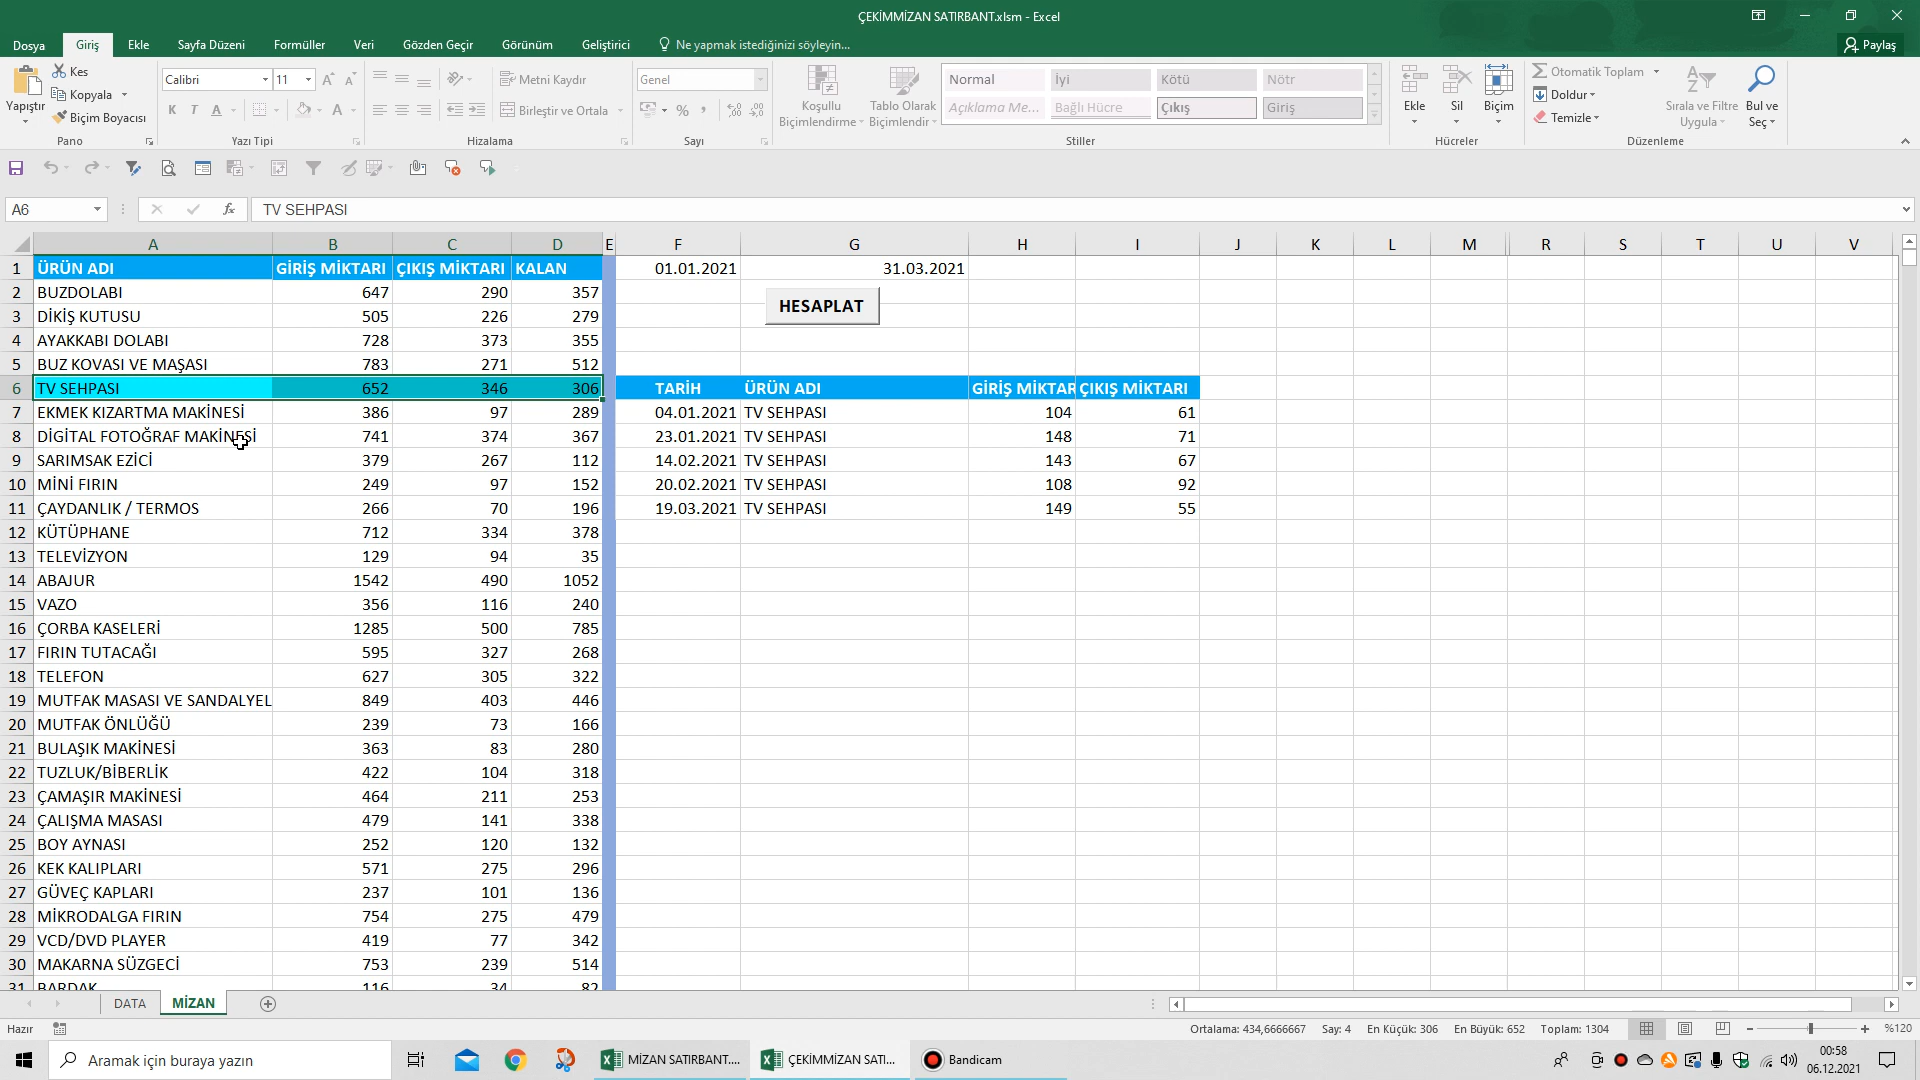 ÇEKİMMİZAN SATIRBANT.xlsm - Excel
Dosya Giriş Ekle Sayfa Düzeni Formüller Veri Gözden Geçir Görünüm Geliştirici Ne yapmak istediğinizi söyleyin... Paylaş
Yapıştır Kes Kopyala Biçim Boyacısı
Calibri 11
K T A A
Metni Kaydır
Birleştir ve Ortala
Genel
Koşullu Biçimlendirme
Tablo Olarak Biçimlendir
Normal İyi Kötü Nötr
Açıklama Me... Bağlı Hücre Çıkış Giriş
Ekle Sil Biçim
Otomatik Toplam
Doldur
Temizle
Sırala ve Filtre Uygula
Bul ve Seç
Pano Yazı Tipi Hizalama Sayı Stiller Hücreler Düzenleme
A6 fx TV SEHPASI
A B C D E F G H I J K L M R S T U V
1 ÜRÜN ADI GİRİŞ MİKTARI ÇIKIŞ MİKTARI KALAN 01.01.2021 31.03.2021
2 BUZDOLABI 647 290 357
HESAPLAT
3 DİKİŞ KUTUSU 505 226 279
4 AYAKKABI DOLABI 728 373 355
5 BUZ KOVASI VE MAŞASI 783 271 512
6 TV SEHPASI 652 346 306 TARİH ÜRÜN ADI GİRİŞ MİKTAR ÇIKIŞ MİKTARI
7 EKMEK KIZARTMA MAKİNESİ 386 97 289 04.01.2021 TV SEHPASI 104 61
8 DİGİTAL FOTOĞRAF MAKİNESİ 741 374 367 23.01.2021 TV SEHPASI 148 71
9 SARIMSAK EZİCİ 379 267 112 14.02.2021 TV SEHPASI 143 67
10 MİNİ FIRIN 249 97 152 20.02.2021 TV SEHPASI 108 92
11 ÇAYDANLIK / TERMOS 266 70 196 19.03.2021 TV SEHPASI 149 55
12 KÜTÜPHANE 712 334 378
13 TELEVİZYON 129 94 35
14 ABAJUR 1542 490 1052
15 VAZO 356 116 240
16 ÇORBA KASELERİ 1285 500 785
17 FIRIN TUTACAĞI 595 327 268
18 TELEFON 627 305 322
19 MUTFAK MASASI VE SANDALYEL 849 403 446
20 MUTFAK ÖNLÜĞÜ 239 73 166
21 BULAŞIK MAKİNESİ 363 83 280
22 TUZLUK/BİBERLİK 422 104 318
23 ÇAMAŞIR MAKİNESİ 464 211 253
24 ÇALIŞMA MASASI 479 141 338
25 BOY AYNASI 252 120 132
26 KEK KALIPLARI 571 275 296
27 GÜVEÇ KAPLARI 237 101 136
28 MİKRODALGA FIRIN 754 275 479
29 VCD/DVD PLAYER 419 77 342
30 MAKARNA SÜZGECİ 753 239 514
31 BARDAK 116 34 82
DATA MİZAN
Hazır Ortalama: 434,6666667 Say: 4 En Küçük: 306 En Büyük: 652 Toplam: 1304 %120
Aramak için buraya yazın MİZAN SATIRBANT.... ÇEKİMMİZAN SATI... Bandicam 00:58
06.12.2021